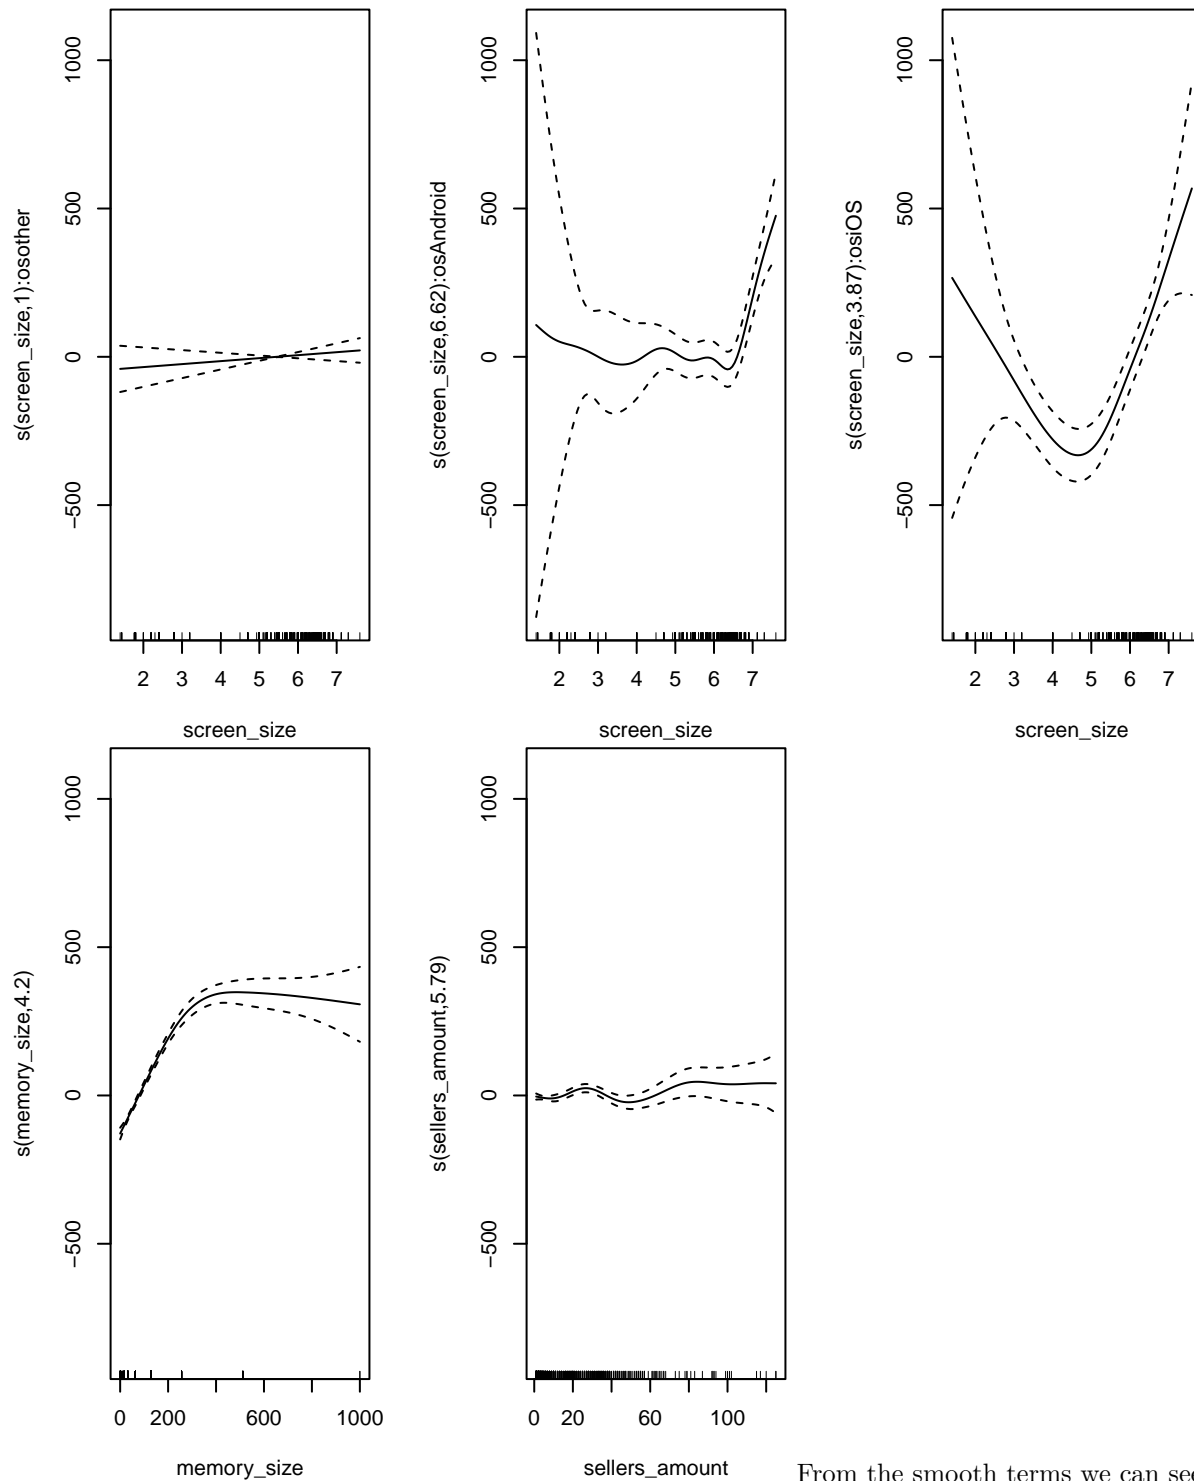 s(screen_size,1):osother
1000
500
0
−500
2 3 4 5 6 7
screen_size
s(screen_size,6.62):osAndroid
1000
500
0
−500
2 3 4 5 6 7
screen_size
s(screen_size,3.87):osiOS
1000
500
0
−500
2 3 4 5 6 7
screen_size
s(memory_size,4.2)
1000
500
0
−500
0 200 600 1000
memory_size
s(sellers_amount,5.79)
1000
500
0
−500
0 20 60 100
sellers_amount
From the smooth terms we can see